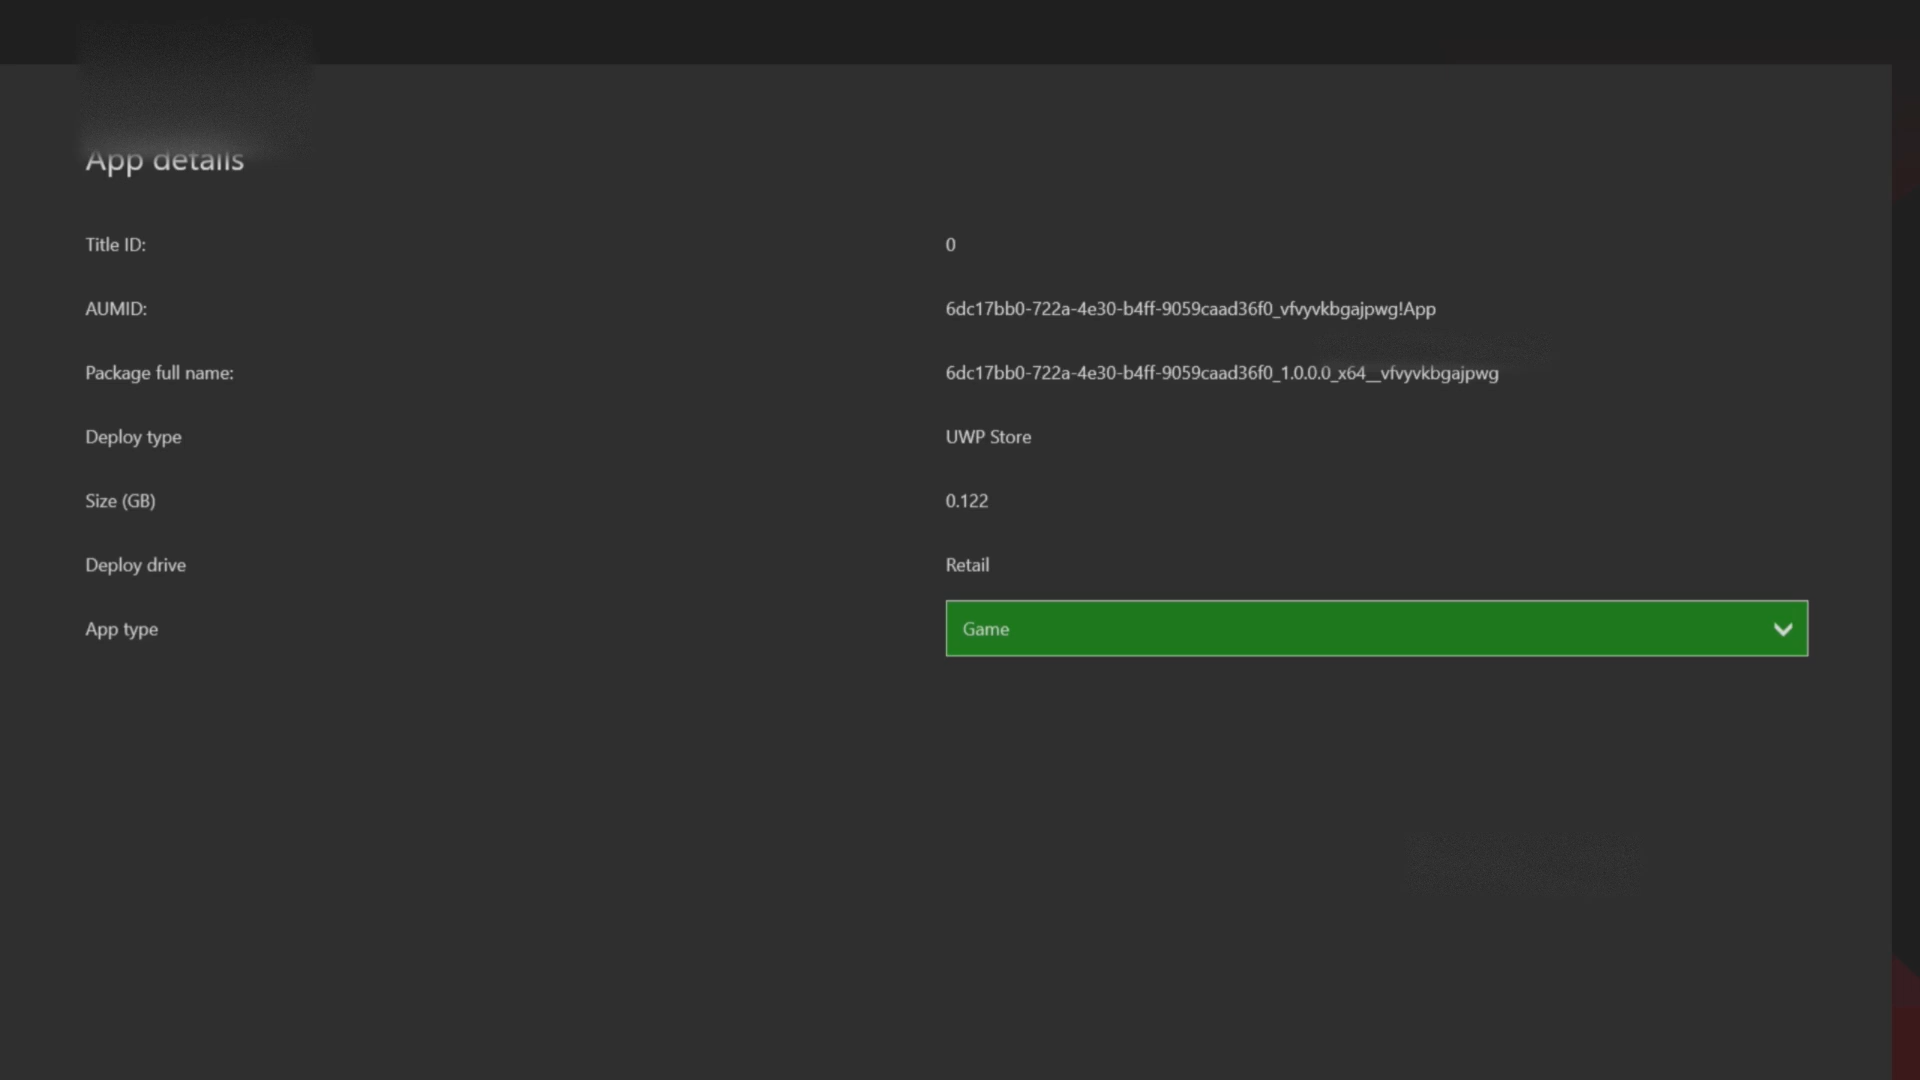 App details
Title ID:
0
AUMID:
6dc17bb0-722a-4e30-b4ff-9059caad36f0_vfvyvkbgajpwg!App
Package full name:
6dc17bb0-722a-4e30-b4ff-9059caad36f0_1.0.0.0_x64__vfvyvkbgajpwg
Deploy type
UWP Store
Size (GB)
0.122
Deploy drive
Retail
App type
Game